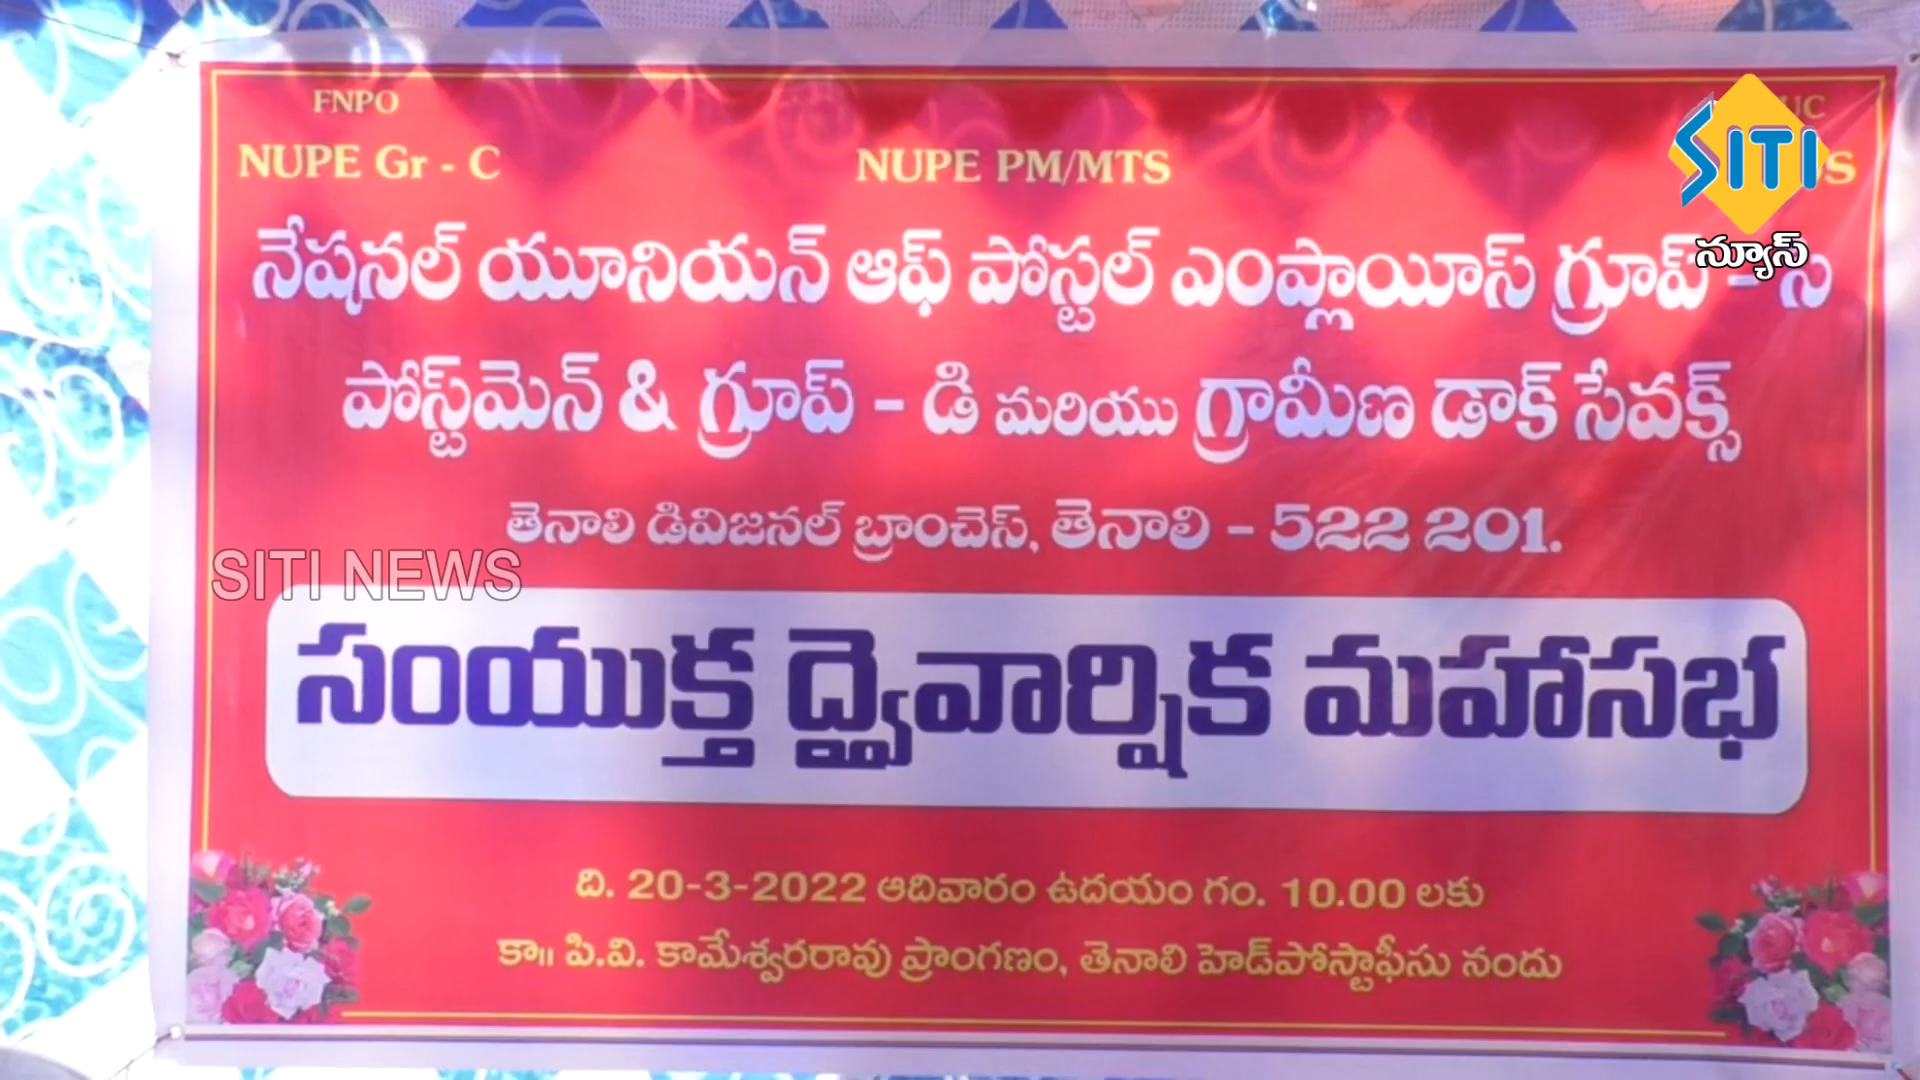 FNPO
UC
NUPE Gr - C NUPE PM/MTS
SITI
న్యూస్
నేషనల్ యూనియన్ ఆఫ్ పోస్టల్ ఎంప్లాయీస్ గ్రూప్ - సి
పోస్ట్‌మెన్ & గ్రూప్ - డి మరియు గ్రామీణ డాక్ సేవక్స్
తెనాలి డివిజనల్ బ్రాంచెస్, తెనాలి - 522 201.
SITI NEWS
సంయుక్త ద్వైవార్షిక మహాసభ
ది. 20-3-2022 ఆదివారం ఉదయం గం. 10.00 లకు
కా॥ పి.వి. కామేశ్వరరావు ప్రాంగణం, తెనాలి హెడ్‌పోస్టాఫీసు నందు